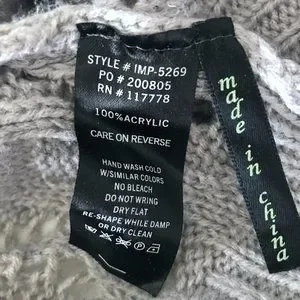 STYLE # IMP-5269
PO # 200805
RN # 117778
100% ACRYLIC
CARE ON REVERSE
HAND WASH COLD
W/SIMILAR COLORS
NO BLEACH
DO NOT WRING
DRY FLAT
RE-SHAPE WHILE DAMP
OR DRY CLEAN
made in china